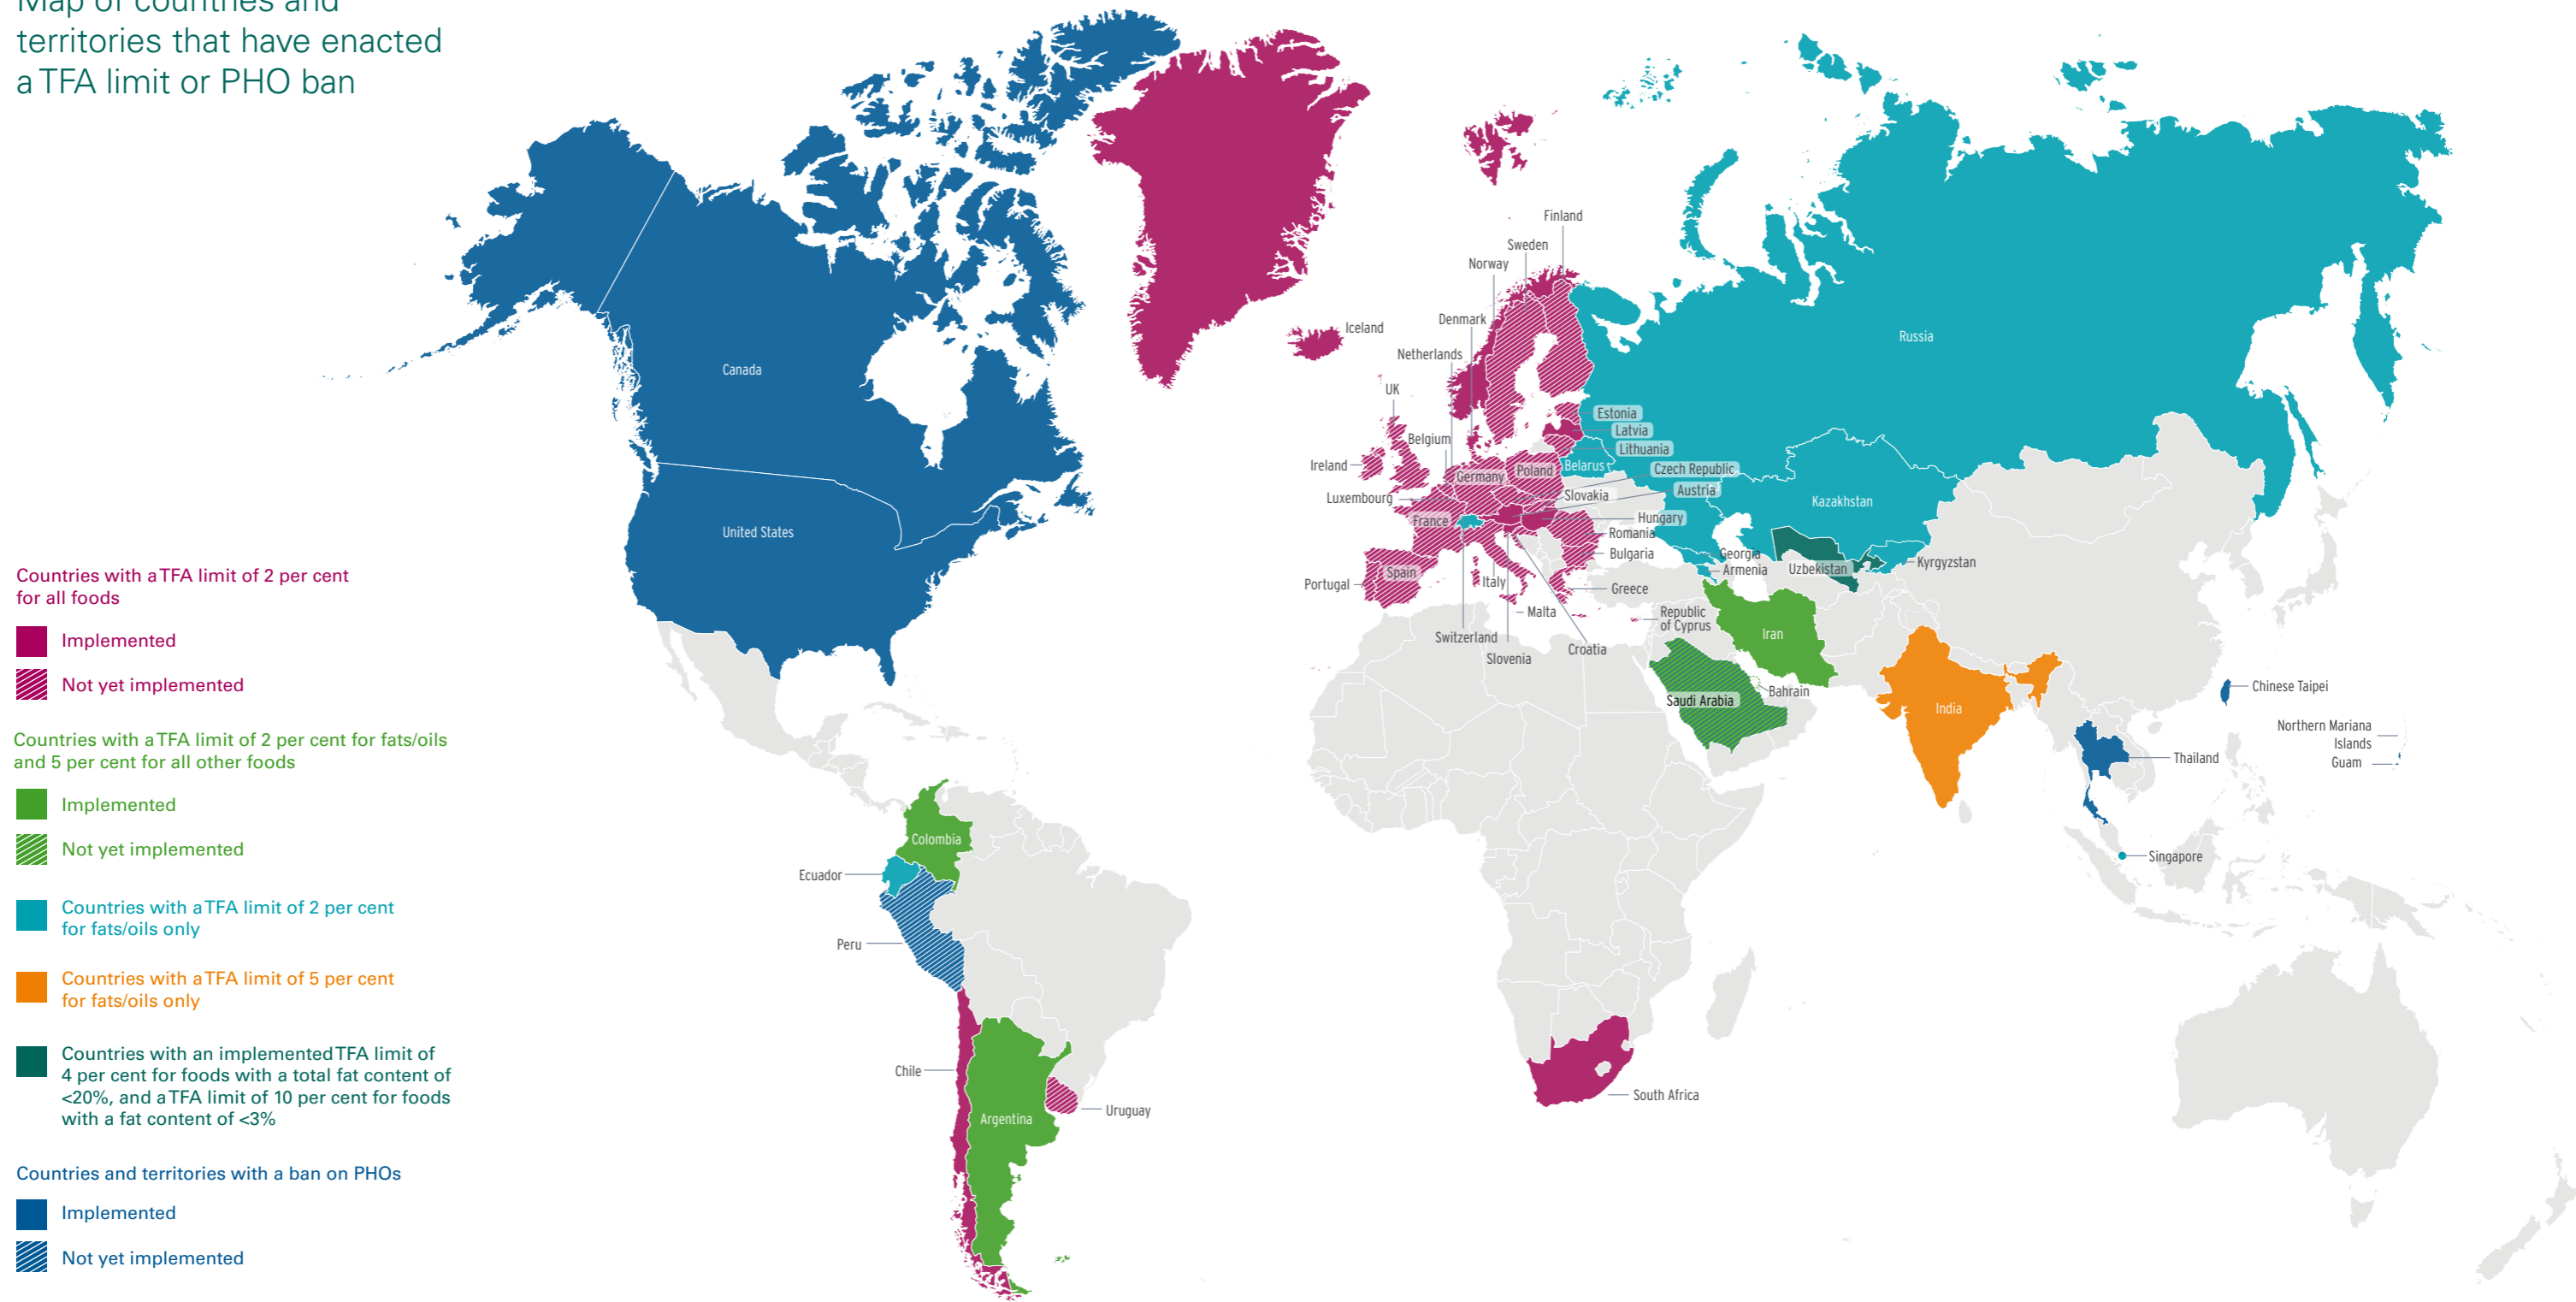 Map of countries and
territories that have enacted
a TFA limit or PHO ban
Countries with a TFA limit of 2 per cent
for all foods
Implemented
Not yet implemented
Countries with a TFA limit of 2 per cent for fats/oils
and 5 per cent for all other foods
Implemented
Not yet implemented
Countries with a TFA limit of 2 per cent
for fats/oils only
Countries with a TFA limit of 5 per cent
for fats/oils only
Countries with an implemented TFA limit of
4 per cent for foods with a total fat content of
<20%, and a TFA limit of 10 per cent for foods
with a fat content of <3%
Countries and territories with a ban on PHOs
Implemented
Not yet implemented
Canada
United States
Colombia
Ecuador
Peru
Chile
Argentina
Uruguay
Iceland
Finland
Sweden
Norway
Denmark
Netherlands
UK
Belgium
Ireland
Luxembourg
Germany
Poland
France
Spain
Portugal
Italy
Malta
Switzerland
Slovenia
Croatia
Estonia
Latvia
Lithuania
Belarus
Czech Republic
Slovakia
Austria
Hungary
Romania
Bulgaria
Greece
Republic
of Cyprus
Russia
Kazakhstan
Georgia
Armenia
Uzbekistan
Kyrgyzstan
Iran
Saudi Arabia
Bahrain
India
Chinese Taipei
Northern Mariana
Islands
Guam
Thailand
Singapore
South Africa